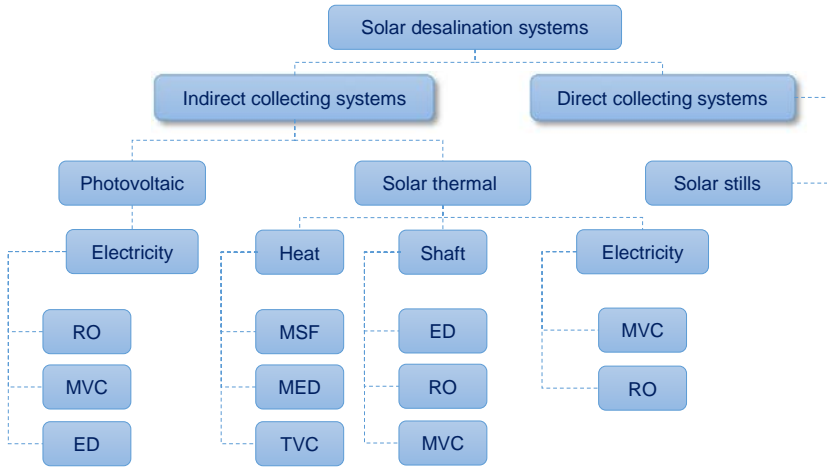 Solar desalination systems
Indirect collecting systems
Direct collecting systems
Photovoltaic
Solar thermal
Solar stills
Electricity
Heat
Shaft
Electricity
RO
MSF
ED
MVC
MVC
MED
RO
RO
ED
TVC
MVC